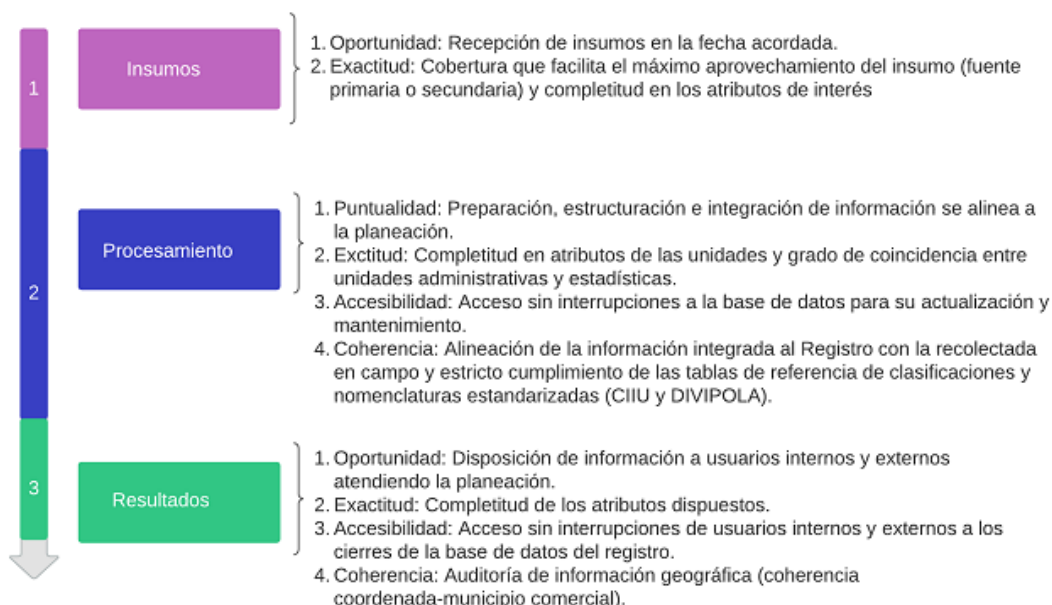 1
Insumos
1. Oportunidad: Recepción de insumos en la fecha acordada.
2. Exactitud: Cobertura que facilita el máximo aprovechamiento del insumo (fuente
primaria o secundaria) y completitud en los atributos de interés
2
Procesamiento
1. Puntualidad: Preparación, estructuración e integración de información se alinea a
la planeación.
2. Exctitud: Completitud en atributos de las unidades y grado de coincidencia entre
unidades administrativas y estadísticas.
3. Accesibilidad: Acceso sin interrupciones a la base de datos para su actualización y
mantenimiento.
4. Coherencia: Alineación de la información integrada al Registro con la recolectada
en campo y estricto cumplimiento de las tablas de referencia de clasificaciones y
nomenclaturas estandarizadas (CIIU y DIVIPOLA).
3
Resultados
1. Oportunidad: Disposición de información a usuarios internos y externos
atendiendo la planeación.
2. Exactitud: Completitud de los atributos dispuestos.
3. Accesibilidad: Acceso sin interrupciones de usuarios internos y externos a los
cierres de la base de datos del registro.
4. Coherencia: Auditoría de información geográfica (coherencia
coordenada-municipio comercial).